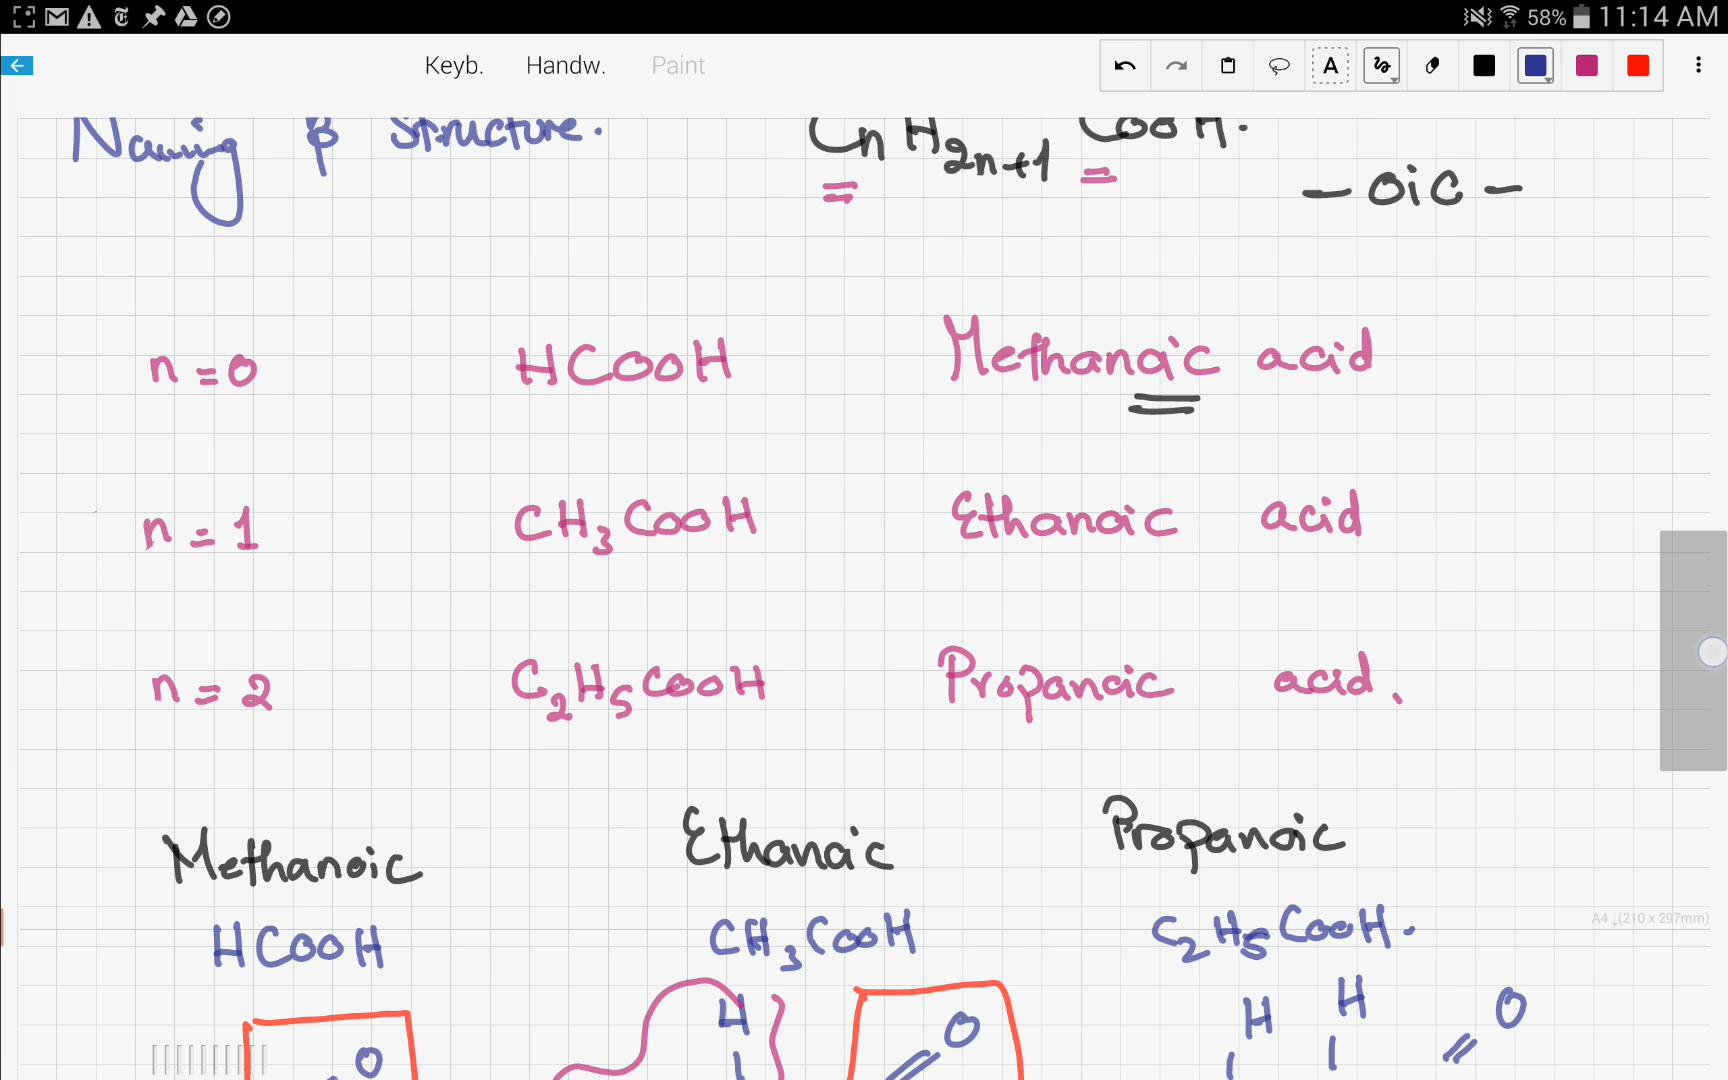 58% 11:14 AM
Keyb. Handw. Paint A
Naming & Structure. CnH2n+1 COOH.
- oic -
n=0 HCOOH Methanoic acid
n=1 CH3COOH Ethanoic acid
n=2 C2H5COOH Propanoic acid.
Methanoic Ethanoic Propanoic
A4 ↓(210 x 297mm)
HCOOH CH3COOH C2H5COOH.
H H H O
O O